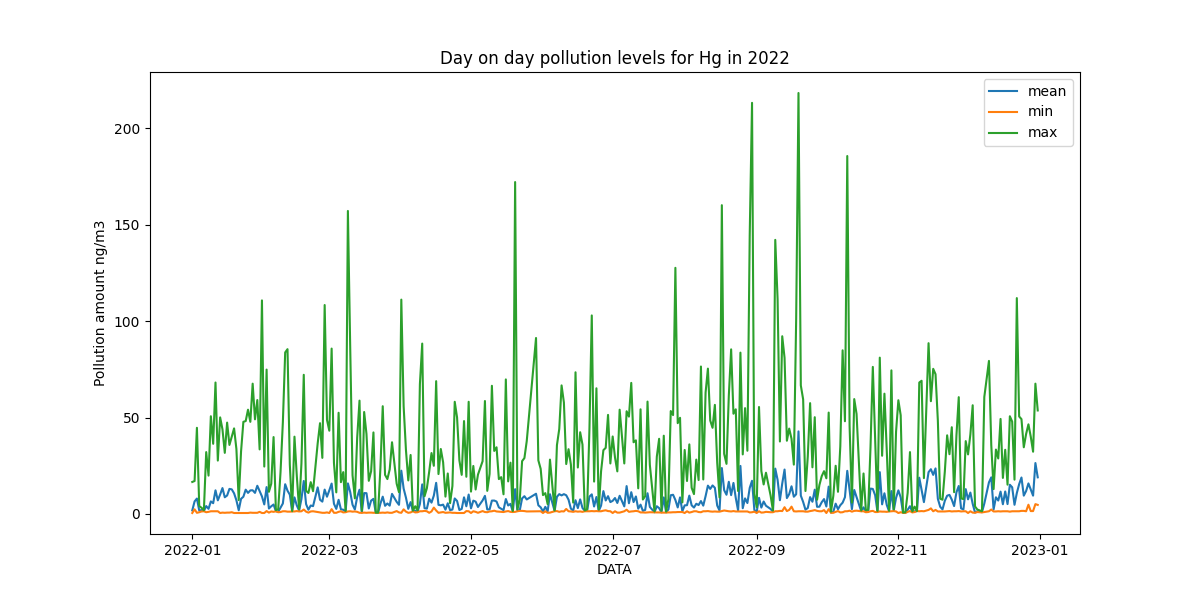 Day on day pollution levels for Hg in 2022
mean
min
max
200
150
100
50
0
Pollution amount ng/m3
2022-01 2022-03 2022-05 2022-07 2022-09 2022-11 2023-01
DATA